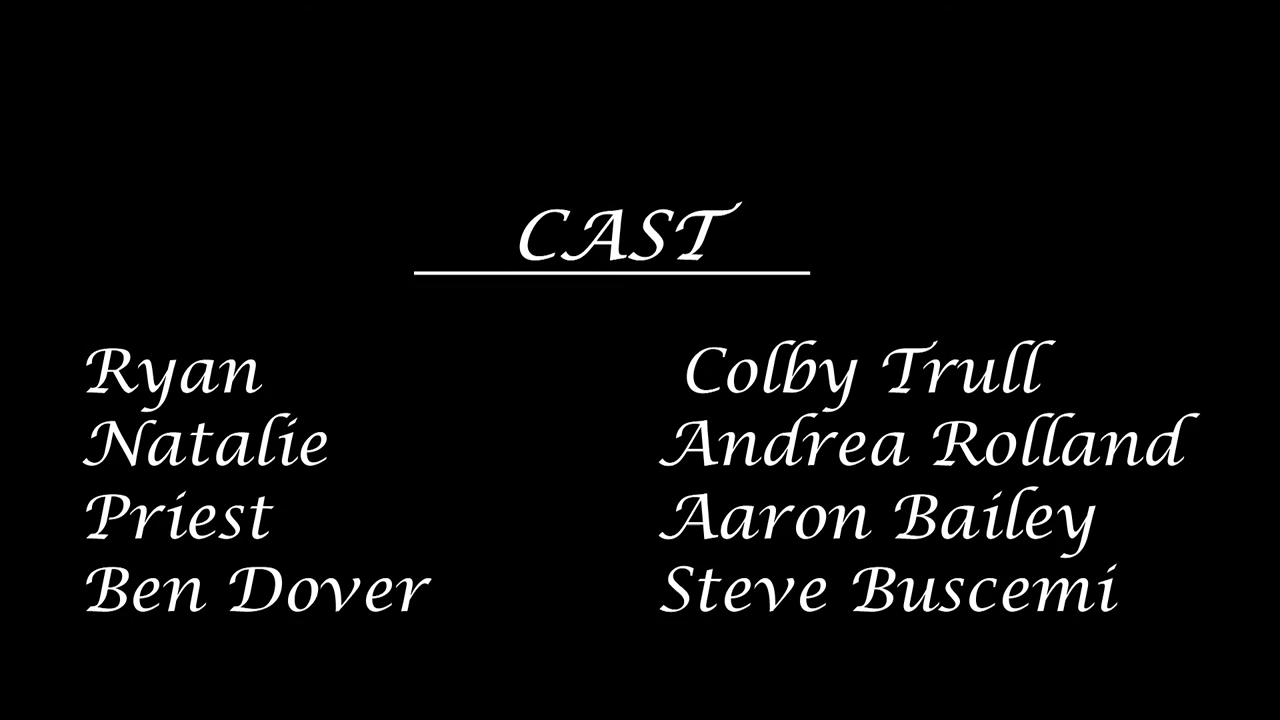 CAST
Ryan Colby Trull
Natalie Andrea Rolland
Priest Aaron Bailey
Ben Dover Steve Buscemi